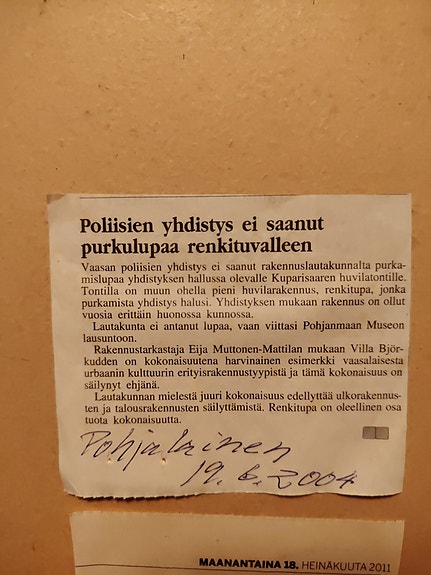 Poliisien yhdistys ei saanut
purkulupaa renkituvalleen
Vaasan poliisien yhdistys ei saanut rakennuslautakunnalta purka-
mislupaa yhdistyksen hallussa olevalle Kuparisaaren huvilatontille.
Tontilla on muun ohella pieni huvilarakennus, renkitupa, jonka
purkamista yhdistys halusi. Yhdistyksen mukaan rakennus on ollut
vuosia erittäin huonossa kunnossa.
Lautakunta ei antanut lupaa, vaan viittasi Pohjanmaan Museon
lausuntoon.
Rakennustarkastaja Eija Muttonen-Mattilan mukaan Villa Björ-
kudden on kokonaisuutena harvinainen esimerkki vaasalaisesta
urbaanin kulttuurin erityisrakennustyypistä ja tämä kokonaisuus on
säilynyt ehjänä.
Lautakunnan mielestä juuri kokonaisuus edellyttää ulkorakennus-
ten ja talousrakennusten säilyttämistä. Renkitupa on oleellinen osa
tuota kokonaisuutta.
Pohjalainen
19.6.2004
MAANANTAINA 18. HEINÄKUUTA 2011